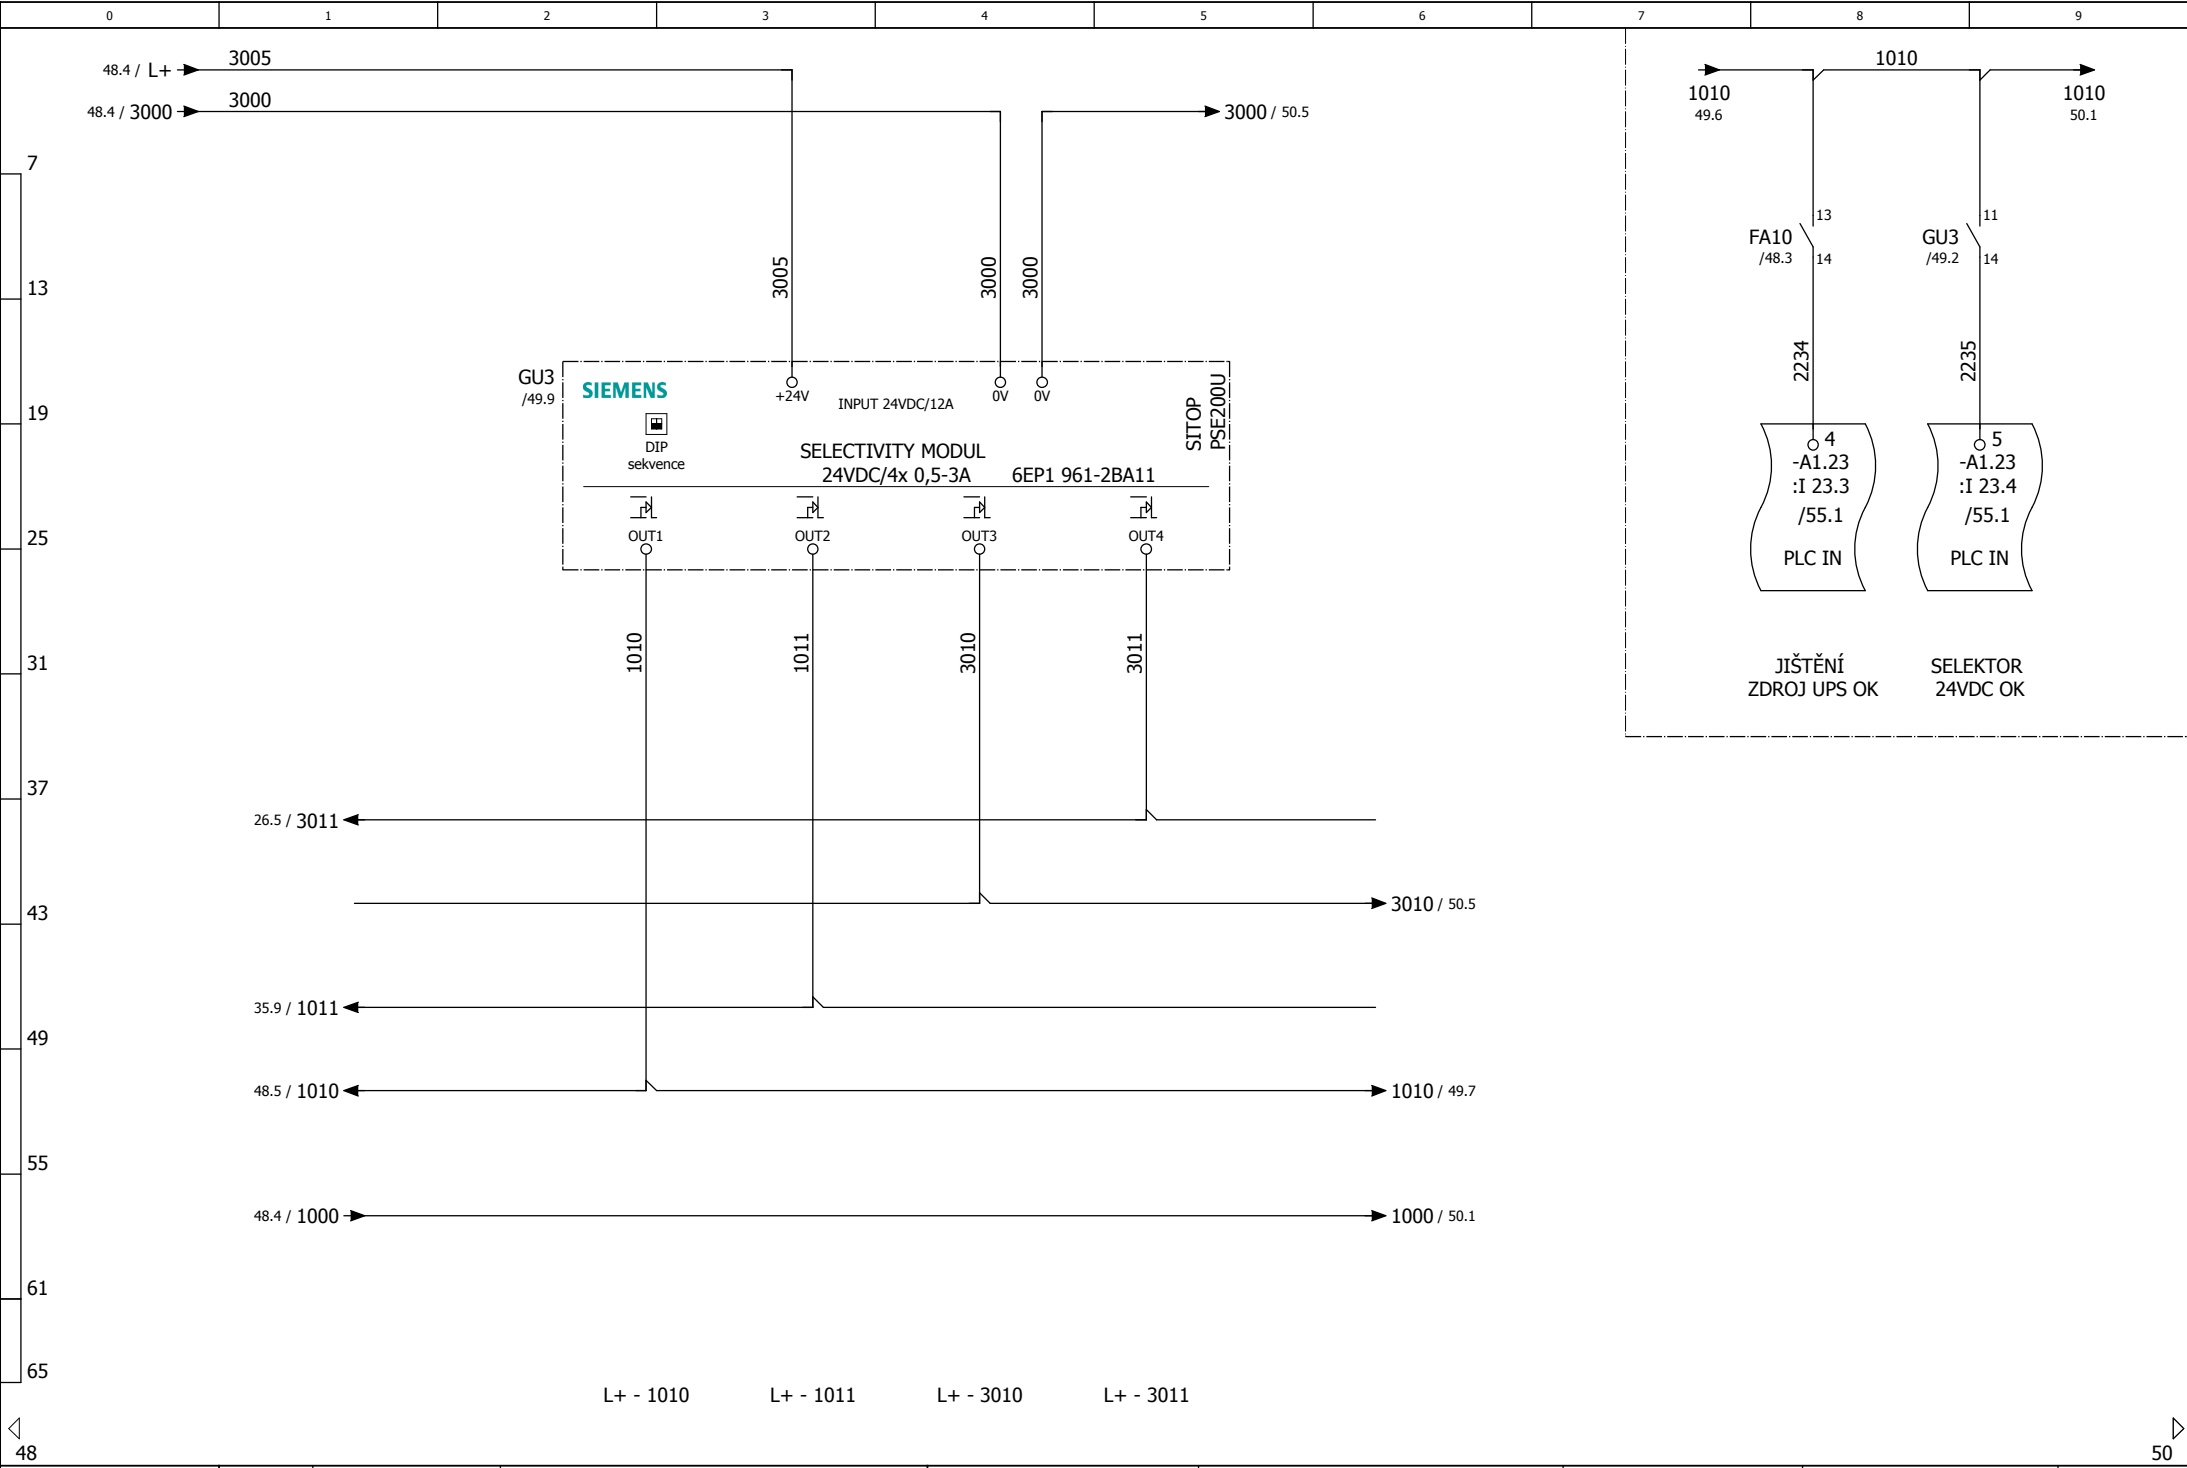 0 1 2 3 4 5 6 7 8 9
48.4 / L+ 3005
1010
48.4 / 3000 3000
3000 / 50.5
1010
49.6
1010
50.1
7
13
19
25
31
37
43
49
55
61
65
3005
3000
3000
GU3
/49.9
SIEMENS
DIP
sekvence
+24V
INPUT 24VDC/12A
0V
0V
SITOP
PSE200U
SELECTIVITY MODUL
24VDC/4x 0,5-3A 6EP1 961-2BA11
OUT1 OUT2 OUT3 OUT4
1010
1011
3010
3011
FA10
/48.3
13
14
GU3
/49.2
11
14
2234
2235
4
-A1.23
:I 23.3
/55.1
PLC IN
5
-A1.23
:I 23.4
/55.1
PLC IN
JIŠTĚNÍ
ZDROJ UPS OK
SELEKTOR
24VDC OK
26.5 / 3011
3010 / 50.5
35.9 / 1011
48.5 / 1010
1010 / 49.7
48.4 / 1000
1000 / 50.1
L+ - 1010 L+ - 1011 L+ - 3010 L+ - 3011
48
50